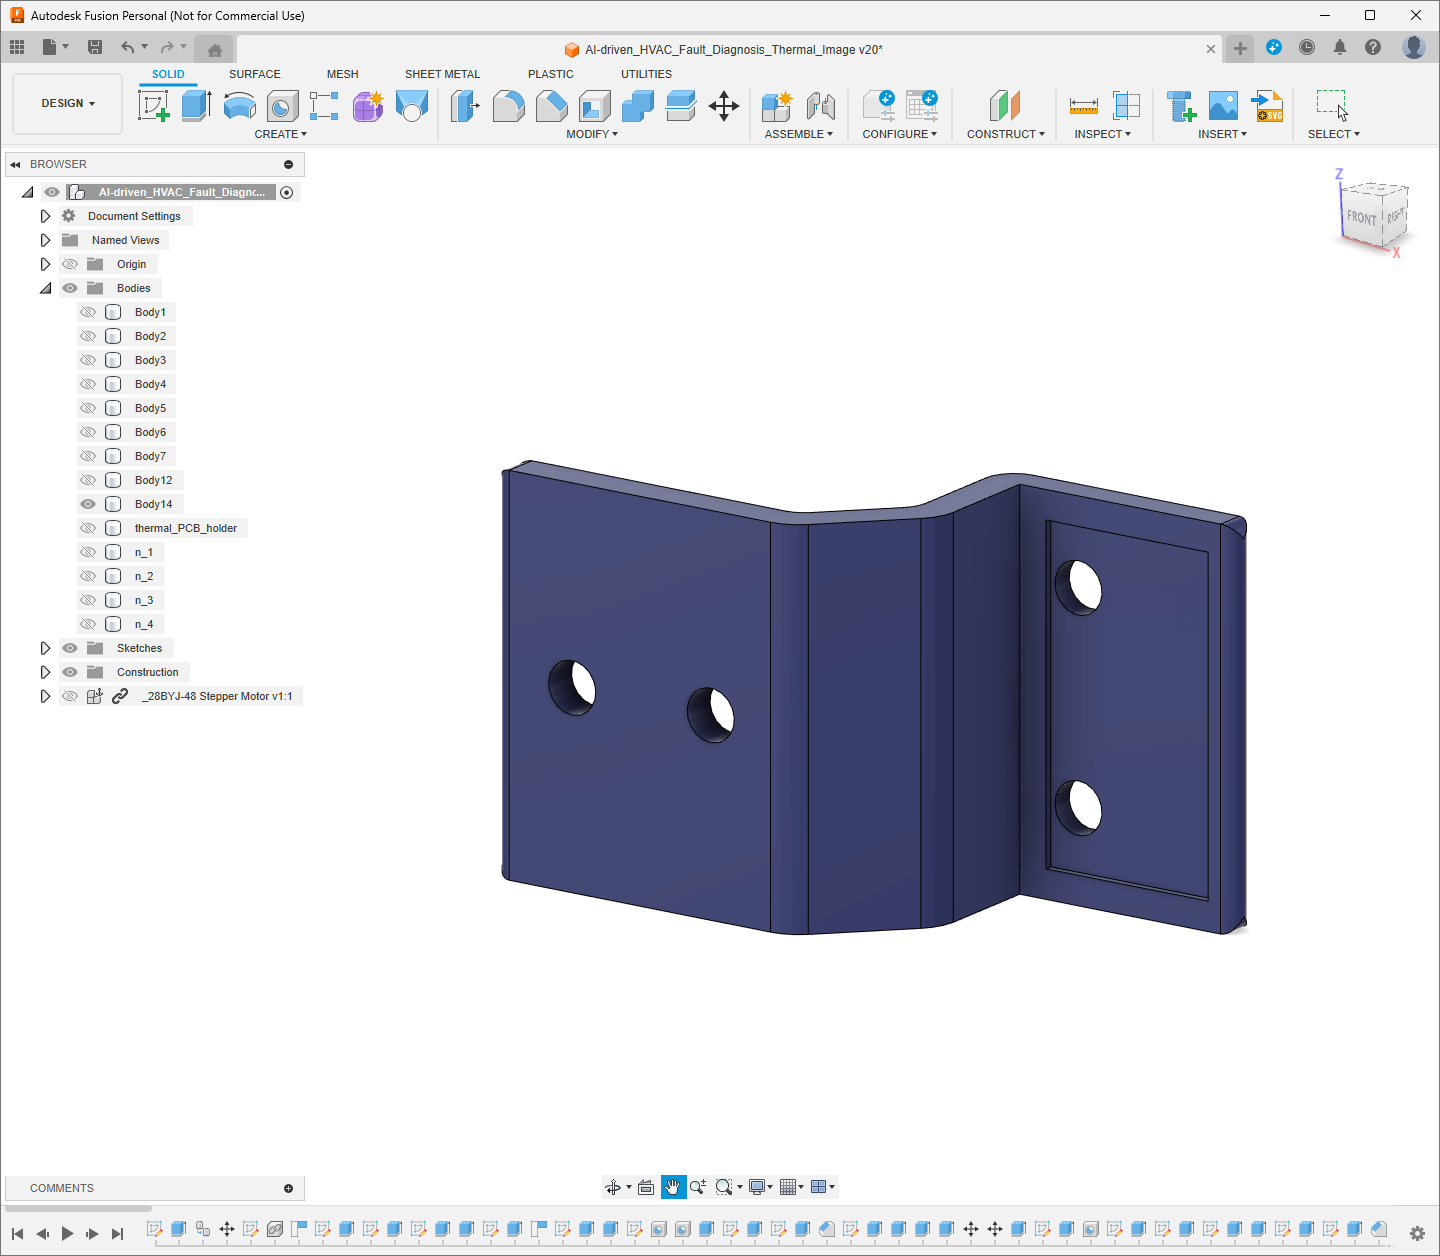 Autodesk Fusion Personal (Not for Commercial Use)
AI-driven_HVAC_Fault_Diagnosis_Thermal_Image v20*
SOLID SURFACE MESH SHEET METAL PLASTIC UTILITIES
DESIGN
CREATE MODIFY ASSEMBLE CONFIGURE CONSTRUCT INSPECT INSERT SELECT
SVG
BROWSER
AI-driven_HVAC_Fault_Diagnc...
Document Settings
Named Views
Origin
Bodies
Body1
Body2
Body3
Body4
Body5
Body6
Body7
Body12
Body14
thermal_PCB_holder
n_1
n_2
n_3
n_4
Sketches
Construction
_28BYJ-48 Stepper Motor v1:1
Z
FRONT RIGHT
X
COMMENTS